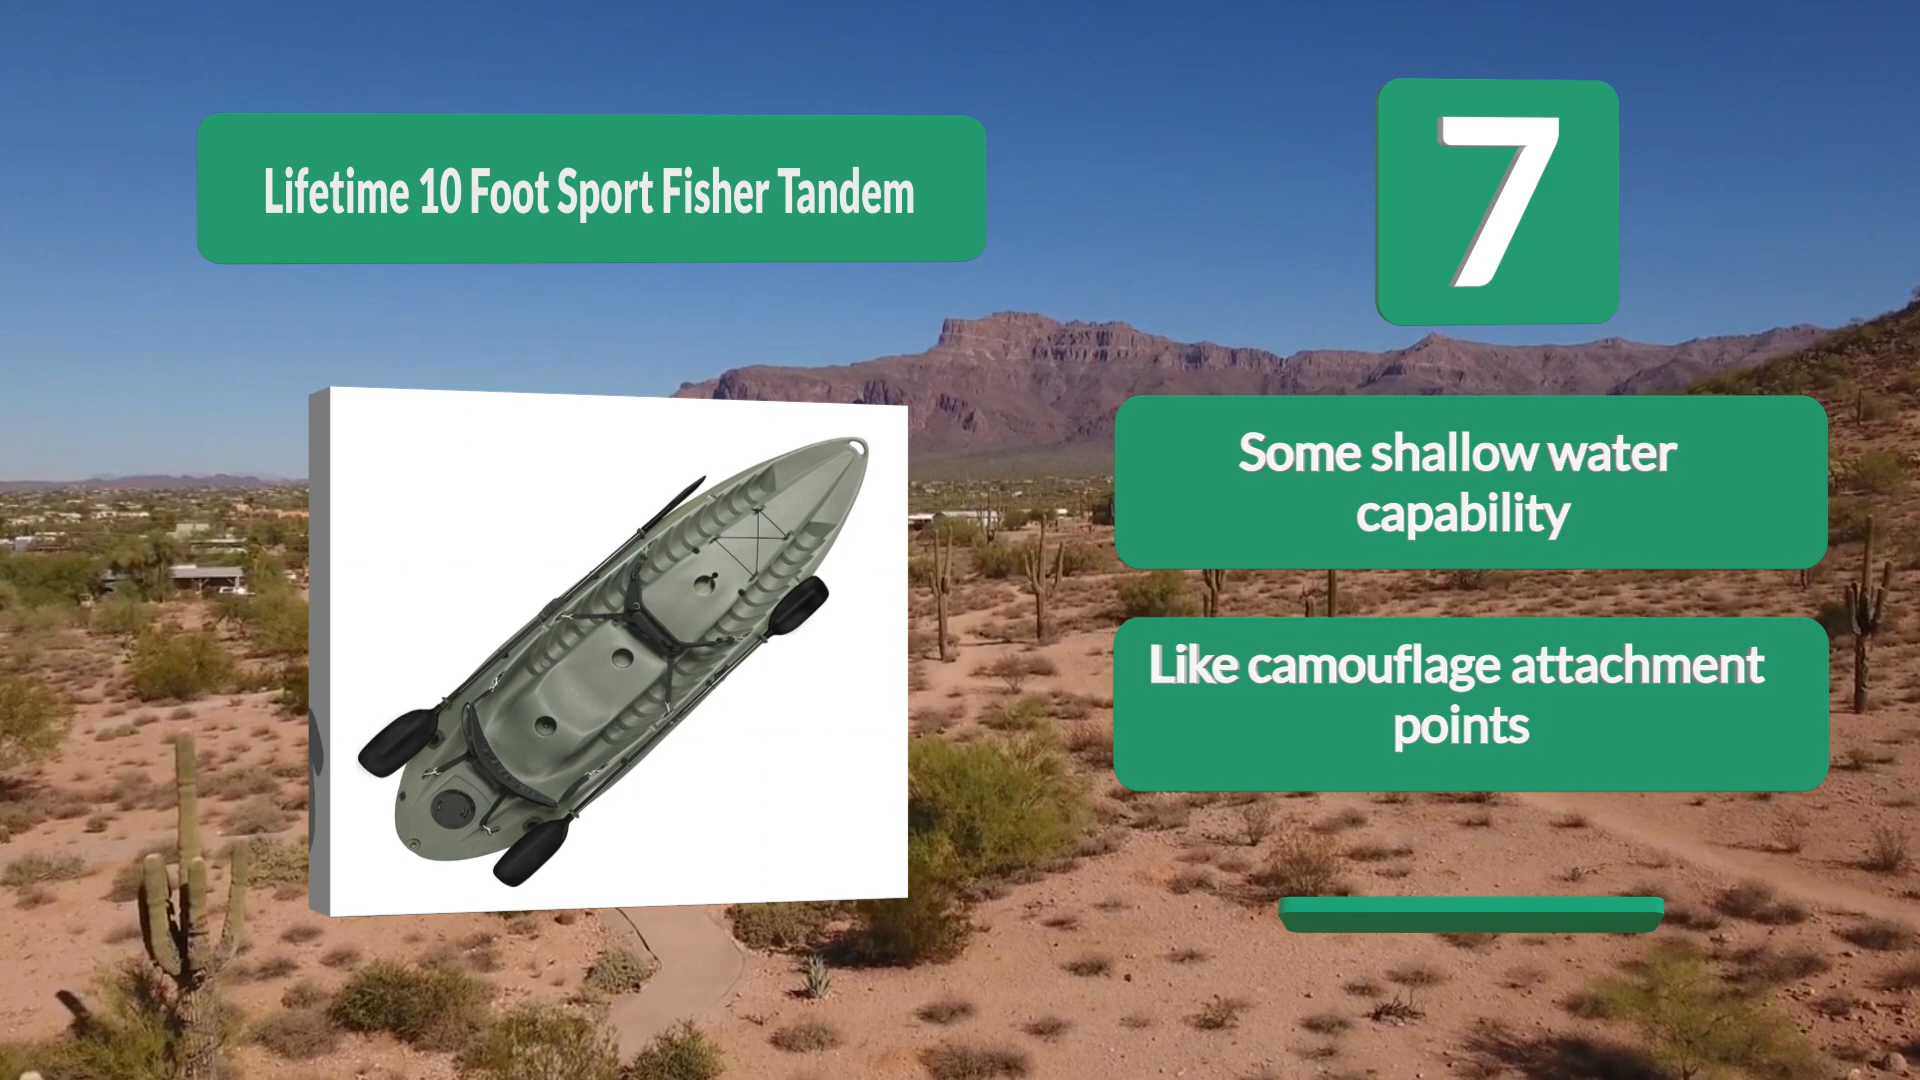 Lifetime 10 Foot Sport Fisher Tandem
7
Some shallow water
capability
Like camouflage attachment
points